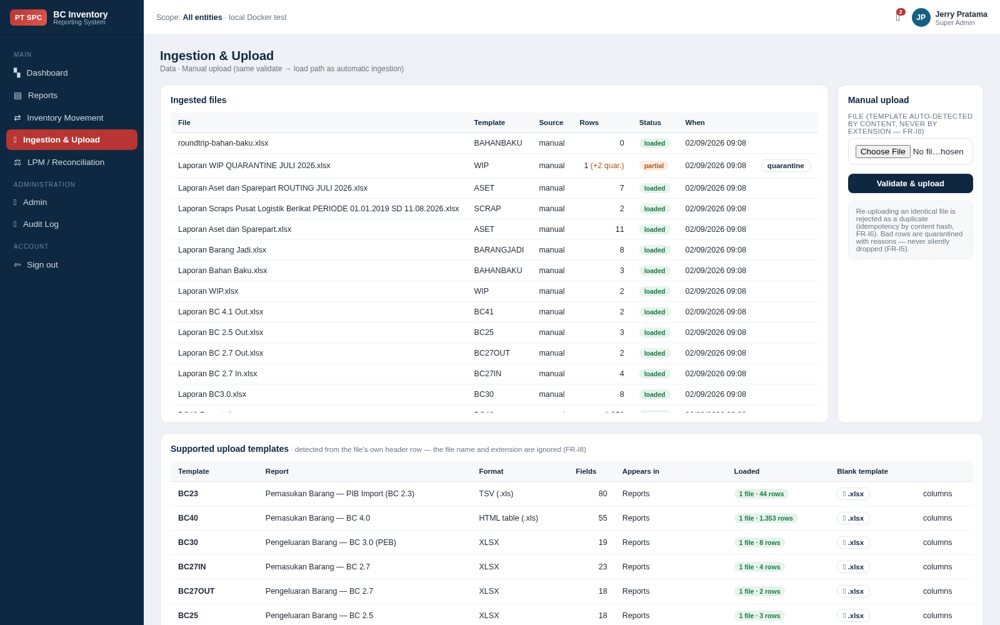 PT SPC
BC Inventory
Reporting System
Scope: All entities · local Docker test
2
JP
Jerry Pratama
Super Admin
MAIN
Dashboard
Reports
Inventory Movement
Ingestion & Upload
LPM / Reconciliation
ADMINISTRATION
Admin
Audit Log
ACCOUNT
Sign out
Ingestion & Upload
Data · Manual upload (same validate → load path as automatic ingestion)
Ingested files
File Template Source Rows Status When
roundtrip-bahan-baku.xlsx BAHANBAKU manual 0 loaded 02/09/2026 09:08
Laporan WIP QUARANTINE JULI 2026.xlsx WIP manual 1 (+2 quar.) partial 02/09/2026 09:08 quarantine
Laporan Aset dan Sparepart ROUTING JULI 2026.xlsx ASET manual 7 loaded 02/09/2026 09:08
Laporan Scraps Pusat Logistik Berikat PERIODE 01.01.2019 SD 11.08.2026.xlsx SCRAP manual 2 loaded 02/09/2026 09:08
Laporan Aset dan Sparepart.xlsx ASET manual 11 loaded 02/09/2026 09:08
Laporan Barang Jadi.xlsx BARANGJADI manual 8 loaded 02/09/2026 09:08
Laporan Bahan Baku.xlsx BAHANBAKU manual 3 loaded 02/09/2026 09:08
Laporan WIP.xlsx WIP manual 2 loaded 02/09/2026 09:08
Laporan BC 4.1 Out.xlsx BC41 manual 2 loaded 02/09/2026 09:08
Laporan BC 2.5 Out.xlsx BC25 manual 3 loaded 02/09/2026 09:08
Laporan BC 2.7 Out.xlsx BC27OUT manual 2 loaded 02/09/2026 09:08
Laporan BC 2.7 In.xlsx BC27IN manual 4 loaded 02/09/2026 09:08
Laporan BC3.0.xlsx BC30 manual 8 loaded 02/09/2026 09:08
Manual upload
FILE (TEMPLATE AUTO-DETECTED
BY CONTENT, NEVER BY
EXTENSION — FR-I8)
Choose File No fil…hosen
Validate & upload
Re-uploading an identical file is
rejected as a duplicate
(idempotency by content hash,
FR-I6). Bad rows are quarantined
with reasons — never silently
dropped (FR-I5).
Supported upload templates · detected from the file's own header row — the file name and extension are ignored (FR-I8)
Template Report Format Fields Appears in Loaded Blank template
BC23 Pemasukan Barang — PIB Import (BC 2.3) TSV (.xls) 80 Reports 1 file · 44 rows .xlsx columns
BC40 Pemasukan Barang — BC 4.0 HTML table (.xls) 55 Reports 1 file · 1.353 rows .xlsx columns
BC30 Pengeluaran Barang — BC 3.0 (PEB) XLSX 19 Reports 1 file · 8 rows .xlsx columns
BC27IN Pemasukan Barang — BC 2.7 XLSX 23 Reports 1 file · 4 rows .xlsx columns
BC27OUT Pengeluaran Barang — BC 2.7 XLSX 18 Reports 1 file · 2 rows .xlsx columns
BC25 Pengeluaran Barang — BC 2.5 XLSX 18 Reports 1 file · 3 rows .xlsx columns